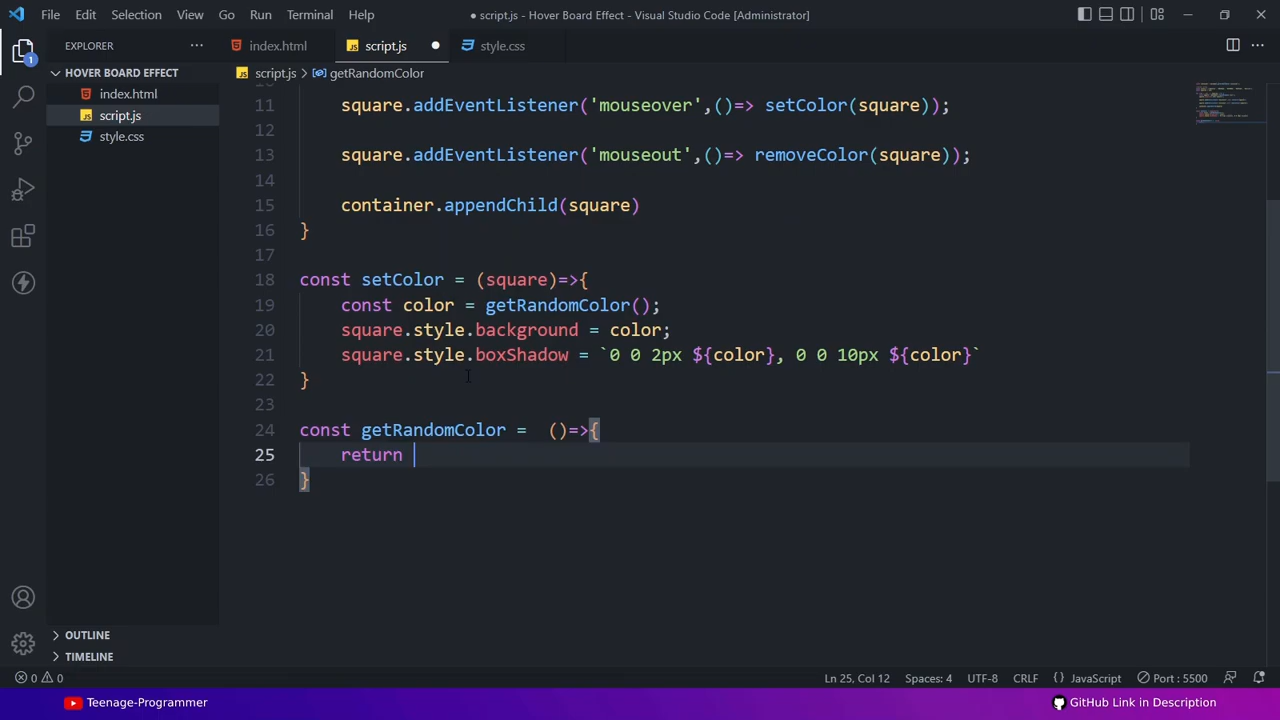 File Edit Selection View Go Run Terminal Help
● script.js - Hover Board Effect - Visual Studio Code [Administrator]
EXPLORER
index.html
script.js
style.css
HOVER BOARD EFFECT
index.html
script.js
style.css
OUTLINE
TIMELINE
1
script.js > getRandomColor
11 square.addEventListener('mouseover',()=> setColor(square));
12
13 square.addEventListener('mouseout',()=> removeColor(square));
14
15 container.appendChild(square)
16 }
17
18 const setColor = (square)=>{
19 const color = getRandomColor();
20 square.style.background = color;
21 square.style.boxShadow = `0 0 2px ${color}, 0 0 10px ${color}`
22 }
23
24 const getRandomColor =  ()=>{
25 return
26 }
0 0 Ln 25, Col 12 Spaces: 4 UTF-8 CRLF {} JavaScript Port : 5500
Teenage-Programmer GitHub Link in Description